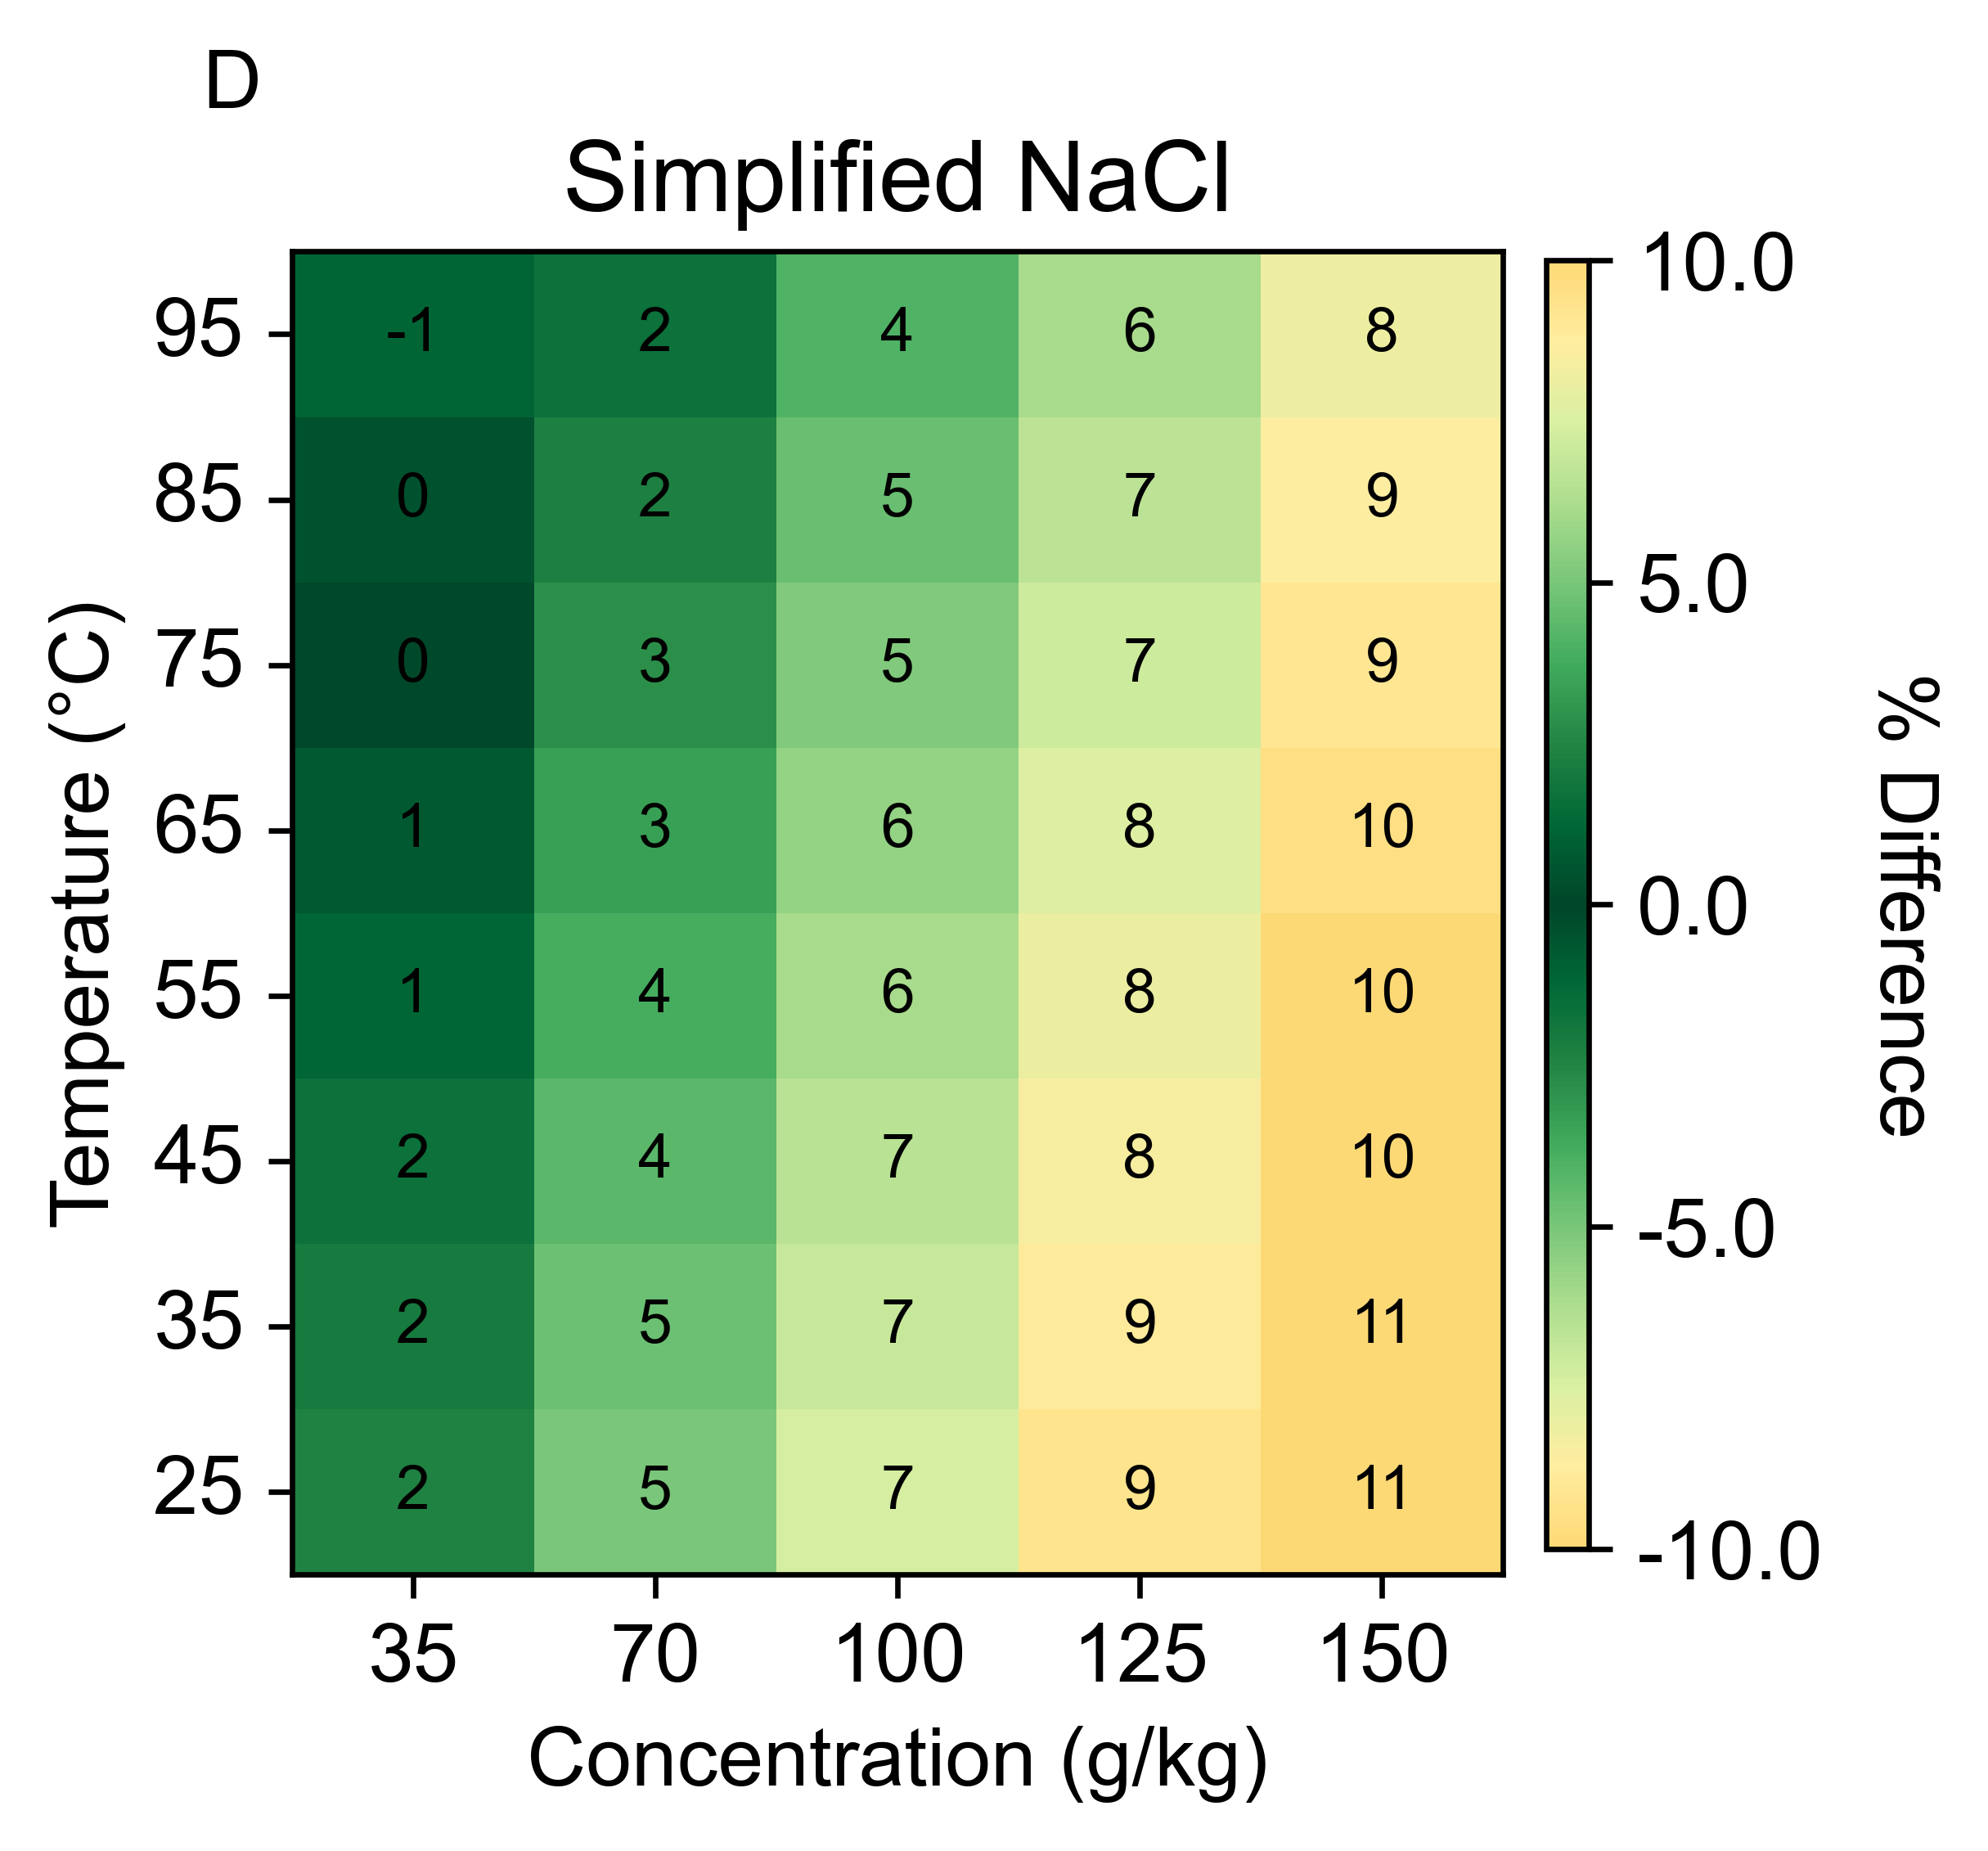 D
Simplified NaCl
10.0
95 -1 2 4 6 8
85 0 2 5 7 9
5.0
75 0 3 5 7 9
65 1 3 6 8 10
0.0
55 1 4 6 8 10
45 2 4 7 8 10
-5.0
35 2 5 7 9 11
25 2 5 7 9 11
-10.0
35 70 100 125 150
Concentration (g/kg)
Temperature (°C)
% Difference